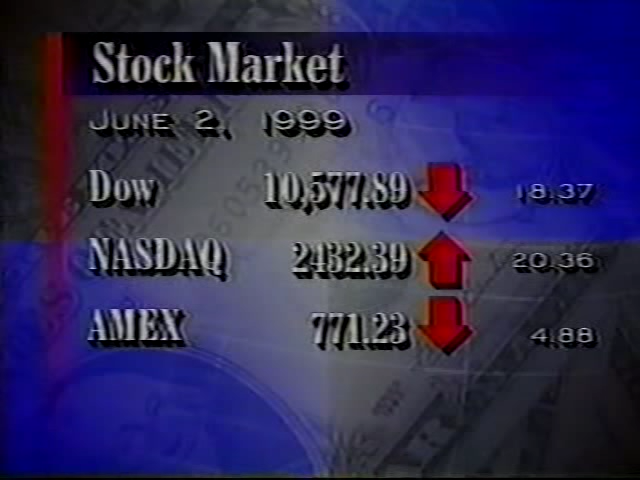 Stock Market
June 2, 1999
Dow 10,577.89 18.37
NASDAQ 2432.39 20.36
AMEX 771.23 4.88